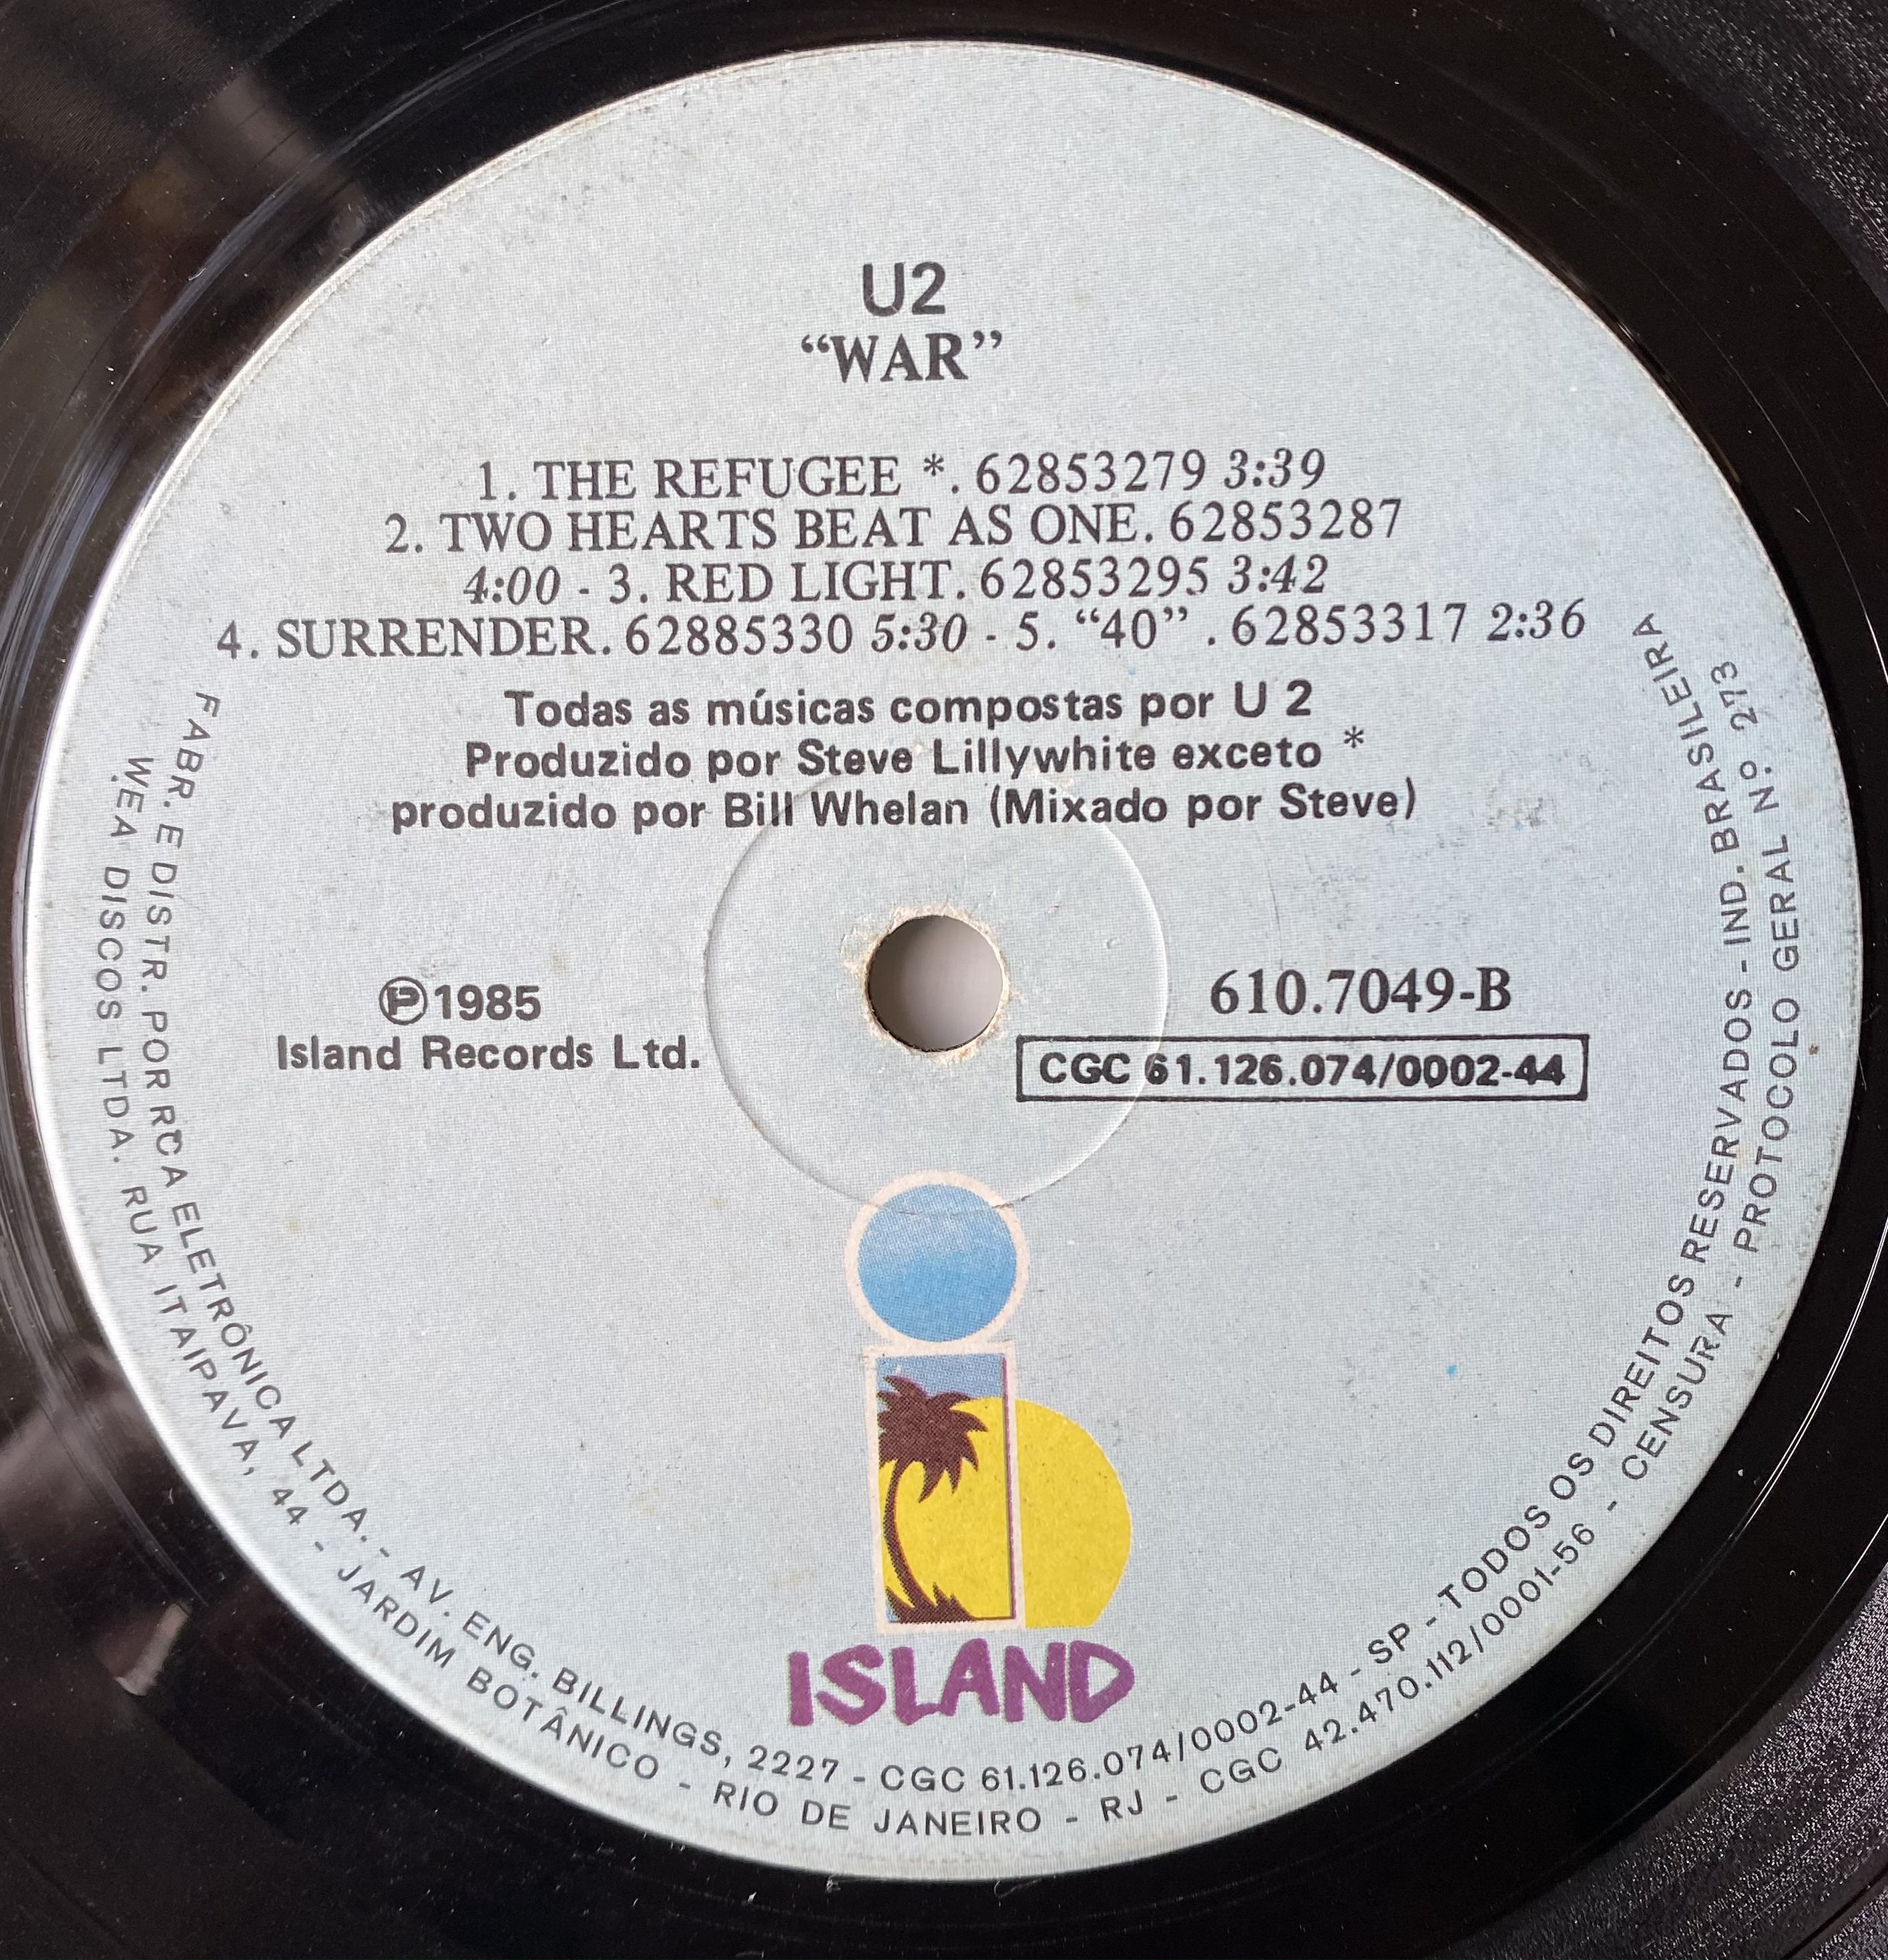 U2
“WAR”
1. THE REFUGEE *. 62853279 3:39
2. TWO HEARTS BEAT AS ONE. 62853287
4:00 - 3. RED LIGHT. 62853295 3:42
4. SURRENDER. 62885330 5:30 - 5. “40” . 62853317 2:36
Todas as músicas compostas por U 2
Produzido por Steve Lillywhite exceto *
produzido por Bill Whelan (Mixado por Steve)
℗1985
Island Records Ltd.
610.7049-B
CGC 61.126.074/0002-44
ISLAND
FABR. E DISTR. POR RCA ELETRÔNICA LTDA. - AV. ENG. BILLINGS, 2227 - CGC 61.126.074/0002-44 - SP - TODOS OS DIREITOS RESERVADOS - IND. BRASILEIRA
WEA DISCOS LTDA. RUA ITAIPAVA, 44 - JARDIM BOTÂNICO - RIO DE JANEIRO - RJ - CGC 42.470.112/0001-56 - CENSURA - PROTOCOLO GERAL Nº 273